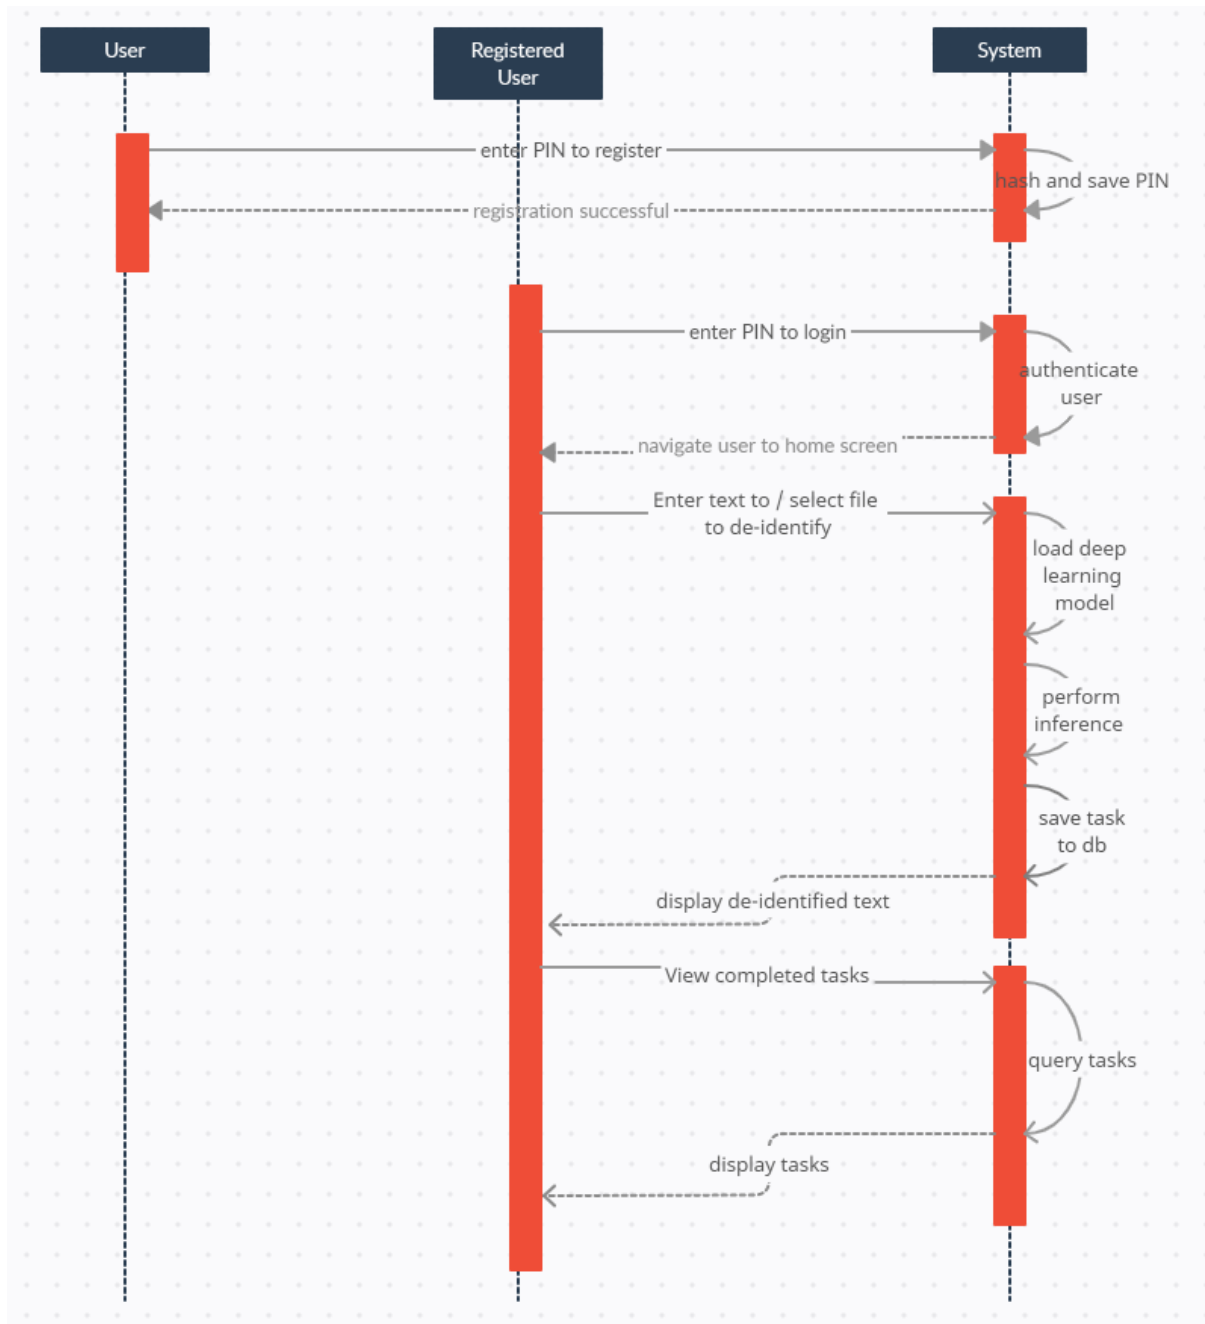 User
Registered
User
System
enter PIN to register
hash and save PIN
registration successful
enter PIN to login
authenticate
user
navigate user to home screen
Enter text to / select file
to de-identify
load deep
learning
model
perform
inference
save task
to db
display de-identified text
View completed tasks
query tasks
display tasks